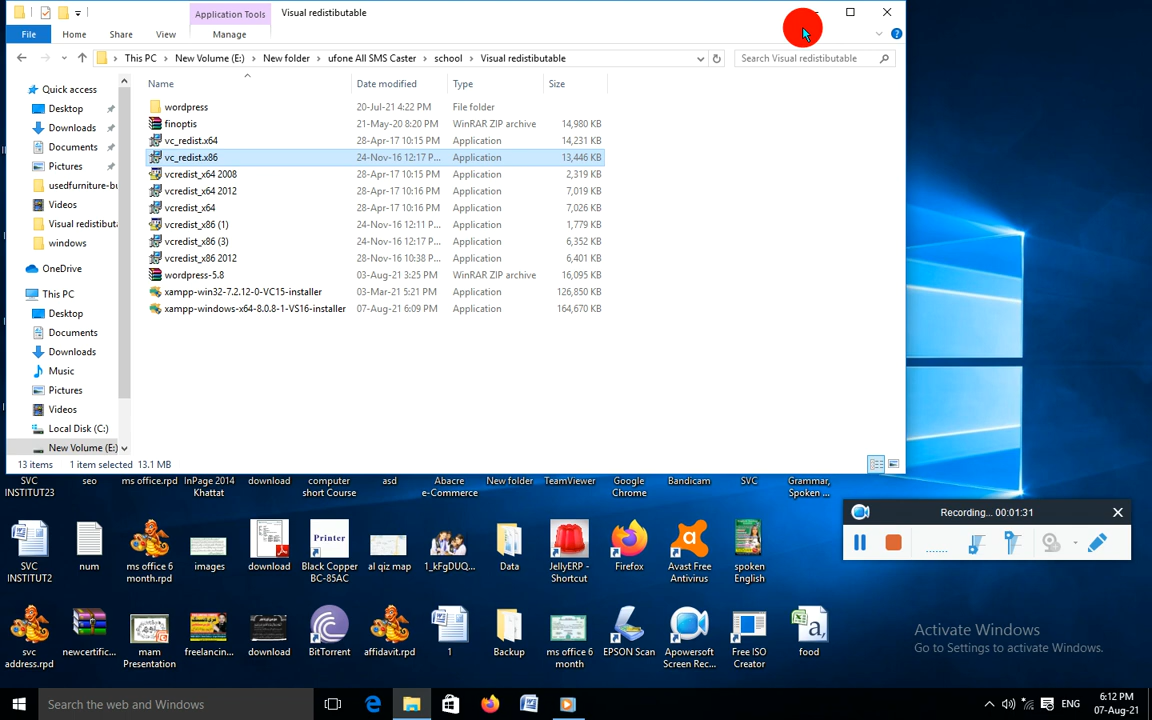 Application Tools
Visual redistibutable
File
Home
Share
View
Manage
This PC
New Volume (E:)
New folder
ufone All SMS Caster
school
Visual redistibutable
Search Visual redistibutable
Name
Date modified
Type
Size
wordpress 20-Jul-21 4:22 PM File folder
finoptis 21-May-20 8:20 PM WinRAR ZIP archive 14,980 KB
vc_redist.x64 28-Apr-17 10:15 PM Application 14,231 KB
vc_redist.x86 24-Nov-16 12:17 P... Application 13,446 KB
vcredist_x64 2008 28-Apr-17 10:15 PM Application 2,319 KB
vcredist_x64 2012 28-Apr-17 10:16 PM Application 7,019 KB
vcredist_x64 28-Apr-17 10:16 PM Application 7,026 KB
vcredist_x86 (1) 24-Nov-16 12:11 P... Application 1,779 KB
vcredist_x86 (3) 24-Nov-16 12:17 P... Application 6,352 KB
vcredist_x86 2012 28-Nov-16 10:38 P... Application 6,401 KB
wordpress-5.8 03-Aug-21 3:25 PM WinRAR ZIP archive 16,095 KB
xampp-win32-7.2.12-0-VC15-installer 03-Mar-21 5:21 PM Application 126,850 KB
xampp-windows-x64-8.0.8-1-VS16-installer 07-Aug-21 6:09 PM Application 164,670 KB
Quick access
Desktop
Downloads
Documents
Pictures
usedfurniture-bu
Videos
Visual redistibuta
windows
OneDrive
This PC
Desktop
Documents
Downloads
Music
Pictures
Videos
Local Disk (C:)
New Volume (E:)
13 items 1 item selected 13.1 MB
SVC INSTITUT23
seo
ms office.rpd
InPage 2014 Khattat
download
computer short Course
asd
Abacre e-Commerce
New folder
TeamViewer
Google Chrome
Bandicam
SVC
Grammar, Spoken ...
Recording... 00:01:31
Printer
SVC INSTITUT2
num
ms office 6 month.rpd
images
download
Black Copper BC-85AC
al qiz map
1_kFgDUQ...
Data
JellyERP - Shortcut
Firefox
Avast Free Antivirus
spoken English
svc address.rpd
newcertific...
mam Presentation
freelancin...
download
BitTorrent
affidavit.rpd
1
Backup
ms office 6 month
EPSON Scan
Apowersoft Screen Rec...
Free ISO Creator
food
Activate Windows
Go to Settings to activate Windows.
Search the web and Windows
ENG
6:12 PM
07-Aug-21